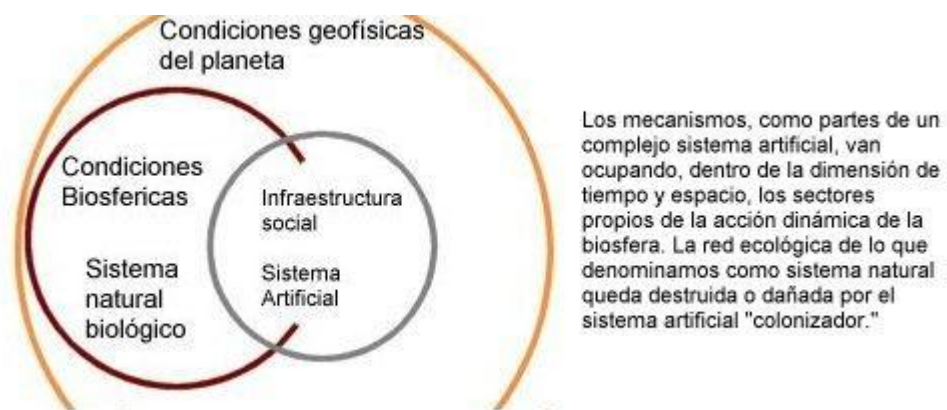 Condiciones geofísicas
del planeta
Condiciones
Biosfericas
Infraestructura
social
Sistema
natural
biológico
Sistema
Artificial
Los mecanismos, como partes de un
complejo sistema artificial, van
ocupando, dentro de la dimensión de
tiempo y espacio, los sectores
propios de la acción dinámica de la
biosfera. La red ecológica de lo que
denominamos como sistema natural
queda destruida o dañada por el
sistema artificial "colonizador."